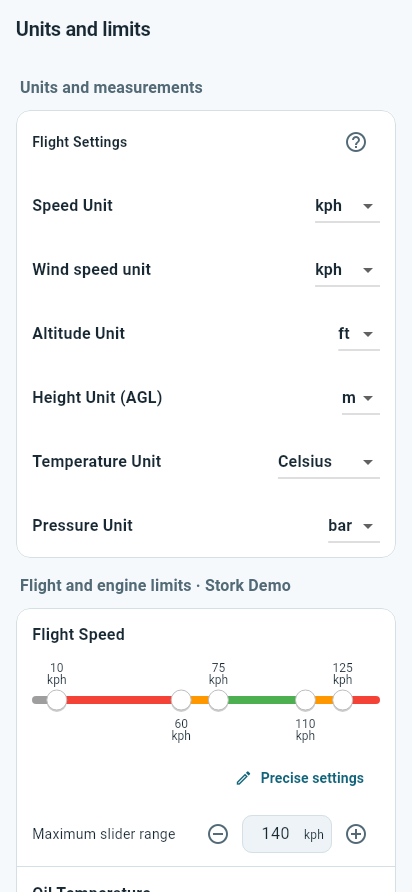 Units and limits
Units and measurements
Flight Settings
Speed Unit kph
Wind speed unit kph
Altitude Unit ft
Height Unit (AGL) m
Temperature Unit Celsius
Pressure Unit bar
Flight and engine limits · Stork Demo
Flight Speed
10 75 125
kph kph kph
60 110
kph kph
Precise settings
Maximum slider range 140 kph
Oil Temperature